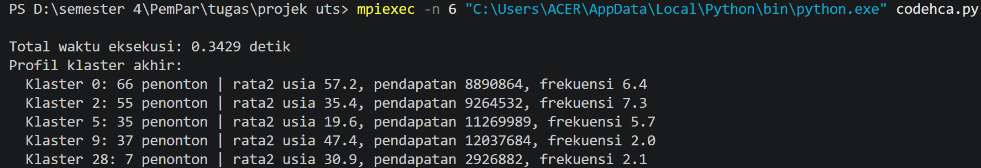 PS D:\semester 4\PemPar\tugas\projek uts> mpiexec -n 6 "C:\Users\ACER\AppData\Local\Python\bin\python.exe" codehca.py
Total waktu eksekusi: 0.3429 detik
Profil klaster akhir:
Klaster 0: 66 penonton | rata2 usia 57.2, pendapatan 8890864, frekuensi 6.4
Klaster 2: 55 penonton | rata2 usia 35.4, pendapatan 9264532, frekuensi 7.3
Klaster 5: 35 penonton | rata2 usia 19.6, pendapatan 11269989, frekuensi 5.7
Klaster 9: 37 penonton | rata2 usia 47.4, pendapatan 12037684, frekuensi 2.0
Klaster 28: 7 penonton | rata2 usia 30.9, pendapatan 2926882, frekuensi 2.1